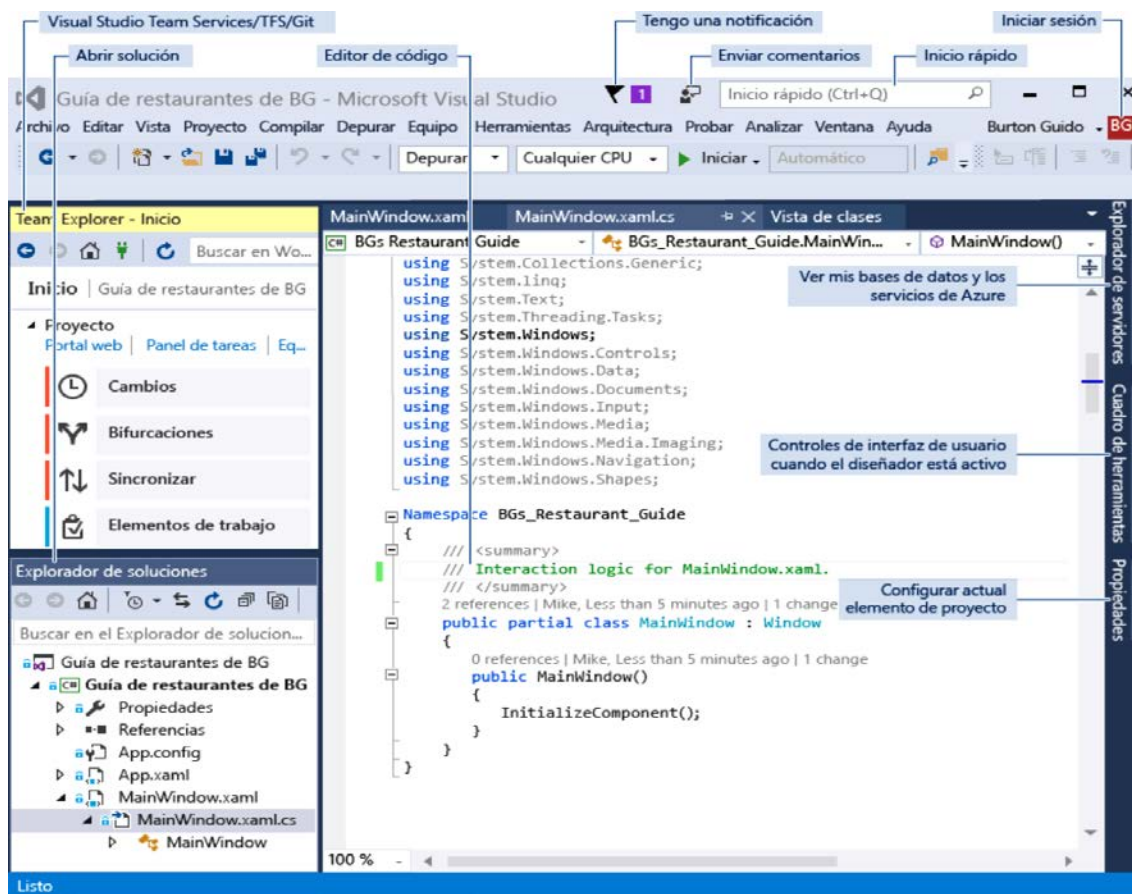 Visual Studio Team Services/TFS/Git
Tengo una notificación
Iniciar sesión
Abrir solución
Editor de código
Enviar comentarios
Inicio rápido
Guía de restaurantes de BG - Microsoft Visual Studio
1
Inicio rápido (Ctrl+Q)
Archivo Editar Vista Proyecto Compilar Depurar Equipo Herramientas Arquitectura Probar Analizar Ventana Ayuda
Burton Guido
BG
Depurar
Cualquier CPU
Iniciar
Automático
Team Explorer - Inicio
Buscar en Wo...
Inicio | Guía de restaurantes de BG
Proyecto
Portal web | Panel de tareas | Eq...
Cambios
Bifurcaciones
Sincronizar
Elementos de trabajo
Explorador de soluciones
Buscar en el Explorador de solucion...
Guía de restaurantes de BG
C# Guía de restaurantes de BG
Propiedades
Referencias
App.config
App.xaml
MainWindow.xaml
MainWindow.xaml.cs
MainWindow
MainWindow.xaml
MainWindow.xaml.cs
Vista de clases
C# BGs Restaurant Guide
BGs_Restaurant_Guide.MainWin...
MainWindow()
using System.Collections.Generic;
using System.linq;
using System.Text;
using System.Threading.Tasks;
using System.Windows;
using System.Windows.Controls;
using System.Windows.Data;
using System.Windows.Documents;
using System.Windows.Input;
using System.Windows.Media;
using System.Windows.Media.Imaging;
using System.Windows.Navigation;
using System.Windows.Shapes;
Namespace BGs_Restaurant_Guide
{
/// <summary>
/// Interaction logic for MainWindow.xaml.
/// </summary>
2 references | Mike, Less than 5 minutes ago | 1 change
public partial class MainWindow : Window
{
0 references | Mike, Less than 5 minutes ago | 1 change
public MainWindow()
{
InitializeComponent();
}
}
}
100 %
Ver mis bases de datos y los
servicios de Azure
Controles de interfaz de usuario
cuando el diseñador está activo
Configurar actual
elemento de proyecto
Explorador de servidores
Cuadro de herramientas
Propiedades
Listo